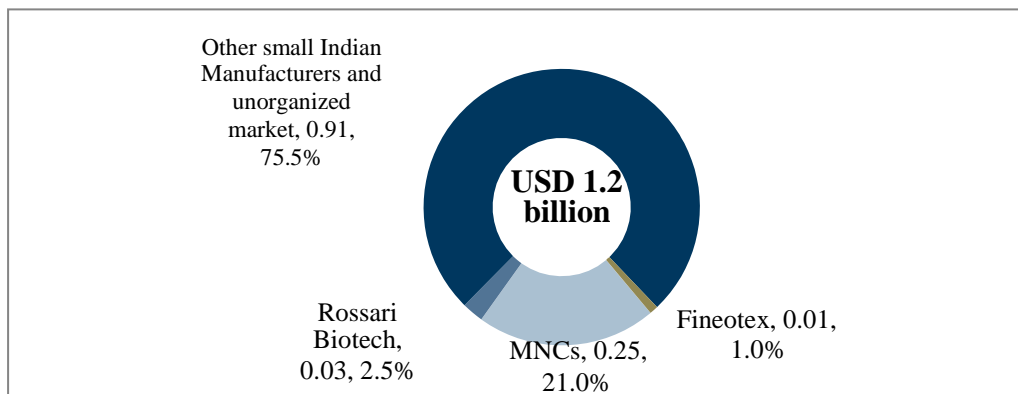 Other small Indian
Manufacturers and
unorganized
market, 0.91,
75.5%
USD 1.2
billion
Rossari
Biotech,
0.03, 2.5%
MNCs, 0.25,
21.0%
Fineotex, 0.01,
1.0%